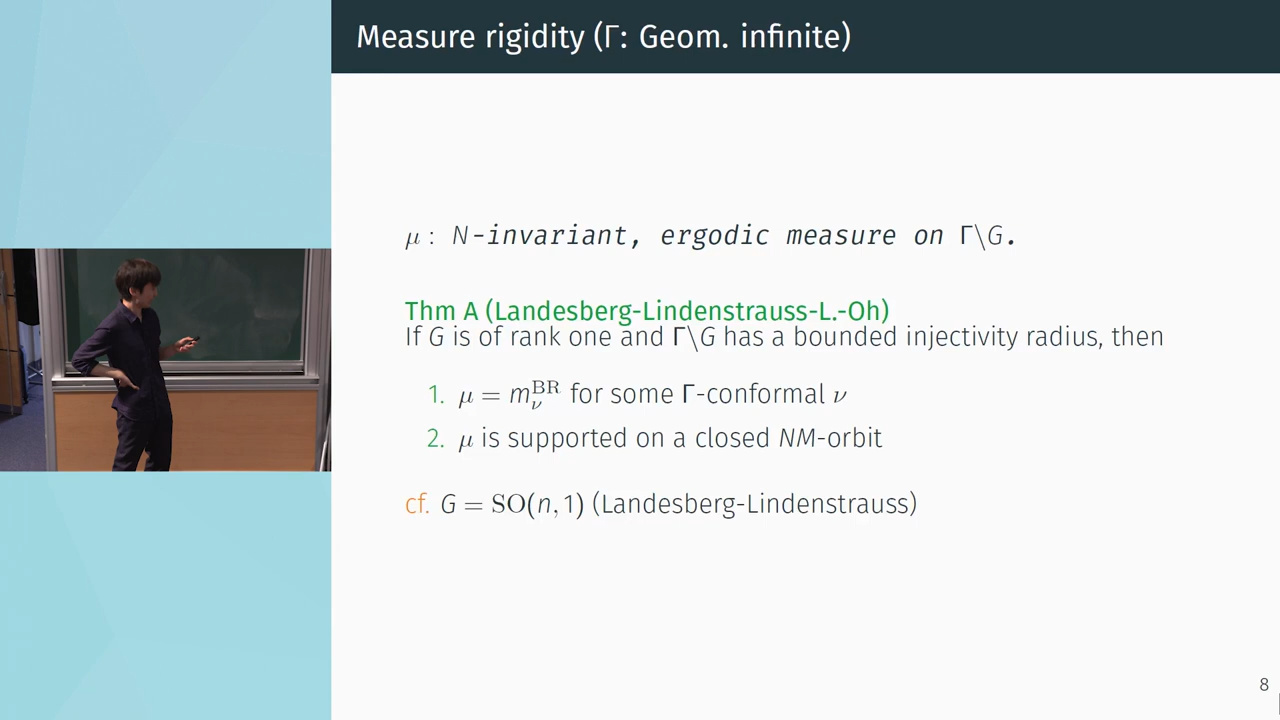 Measure rigidity (Γ: Geom. infinite)
μ : N-invariant, ergodic measure on Γ\G.
Thm A (Landesberg-Lindenstrauss-L.-Oh)
If G is of rank one and Γ\G has a bounded injectivity radius, then
1. μ = m_ν^BR for some Γ-conformal ν
2. μ is supported on a closed NM-orbit
cf. G = SO(n, 1) (Landesberg-Lindenstrauss)
8